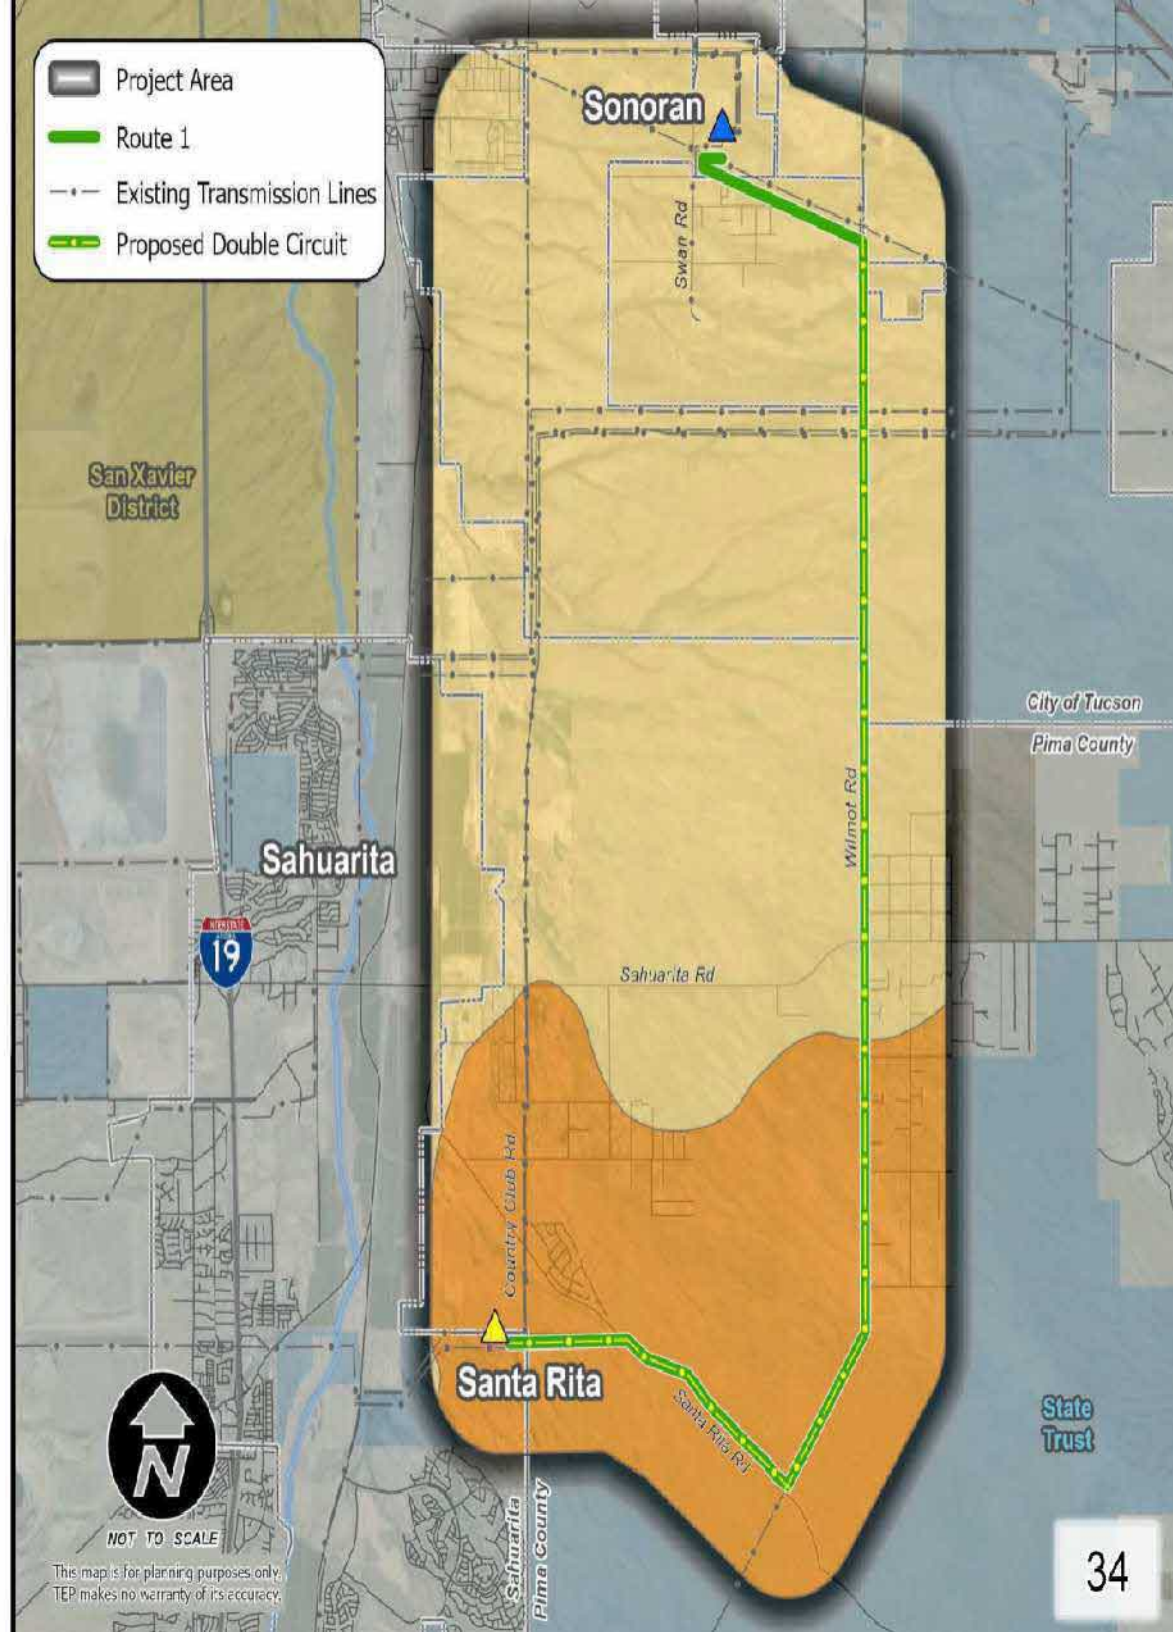 Project Area
Route 1
Existing Transmission Lines
Proposed Double Circuit
Sonoran
Swan Rd
San Xavier
District
City of Tucson
Pima County
Wilmot Rd
Sahuarita
INTERSTATE
19
Sahuarita Rd
Country Club Rd
Santa Rita
Santa Rita Rd
State
Trust
N
NOT TO SCALE
This map is for planning purposes only.
TEP makes no warranty of its accuracy.
Sahuarita
Pima County
34